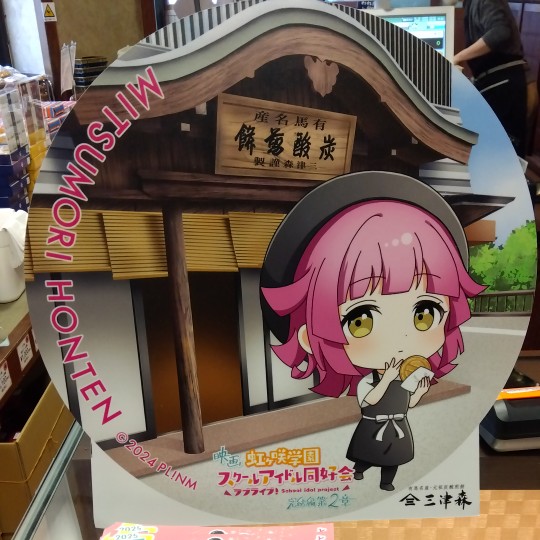 MITSUMORI HONTEN
©2024 PLINM
有馬名産
炭酸煎餅
三津森謹製
映画
虹ヶ咲学園
スクールアイドル同好会
ラブライブ! School idol project
完結編 第2章
三津森
2025